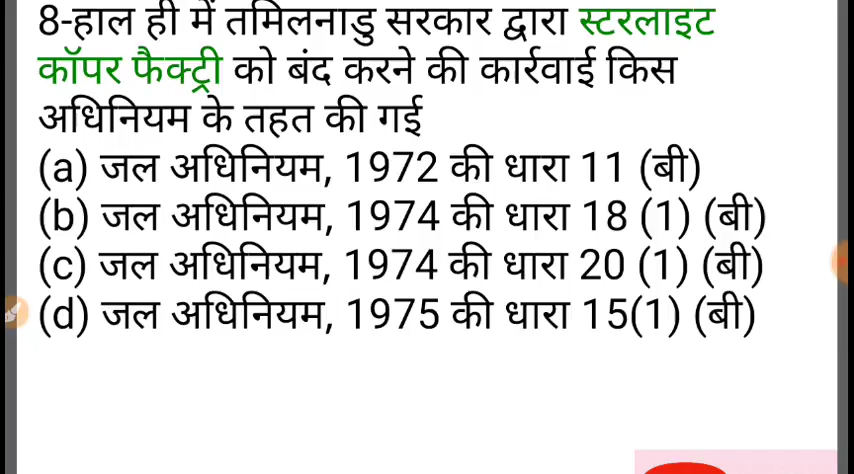 8-हाल ही में तमिलनाडु सरकार द्वारा स्टरलाइट
कॉपर फैक्ट्री को बंद करने की कार्रवाई किस
अधिनियम के तहत की गई
(a) जल अधिनियम, 1972 की धारा 11 (बी)
(b) जल अधिनियम, 1974 की धारा 18 (1) (बी)
(c) जल अधिनियम, 1974 की धारा 20 (1) (बी)
(d) जल अधिनियम, 1975 की धारा 15(1) (बी)